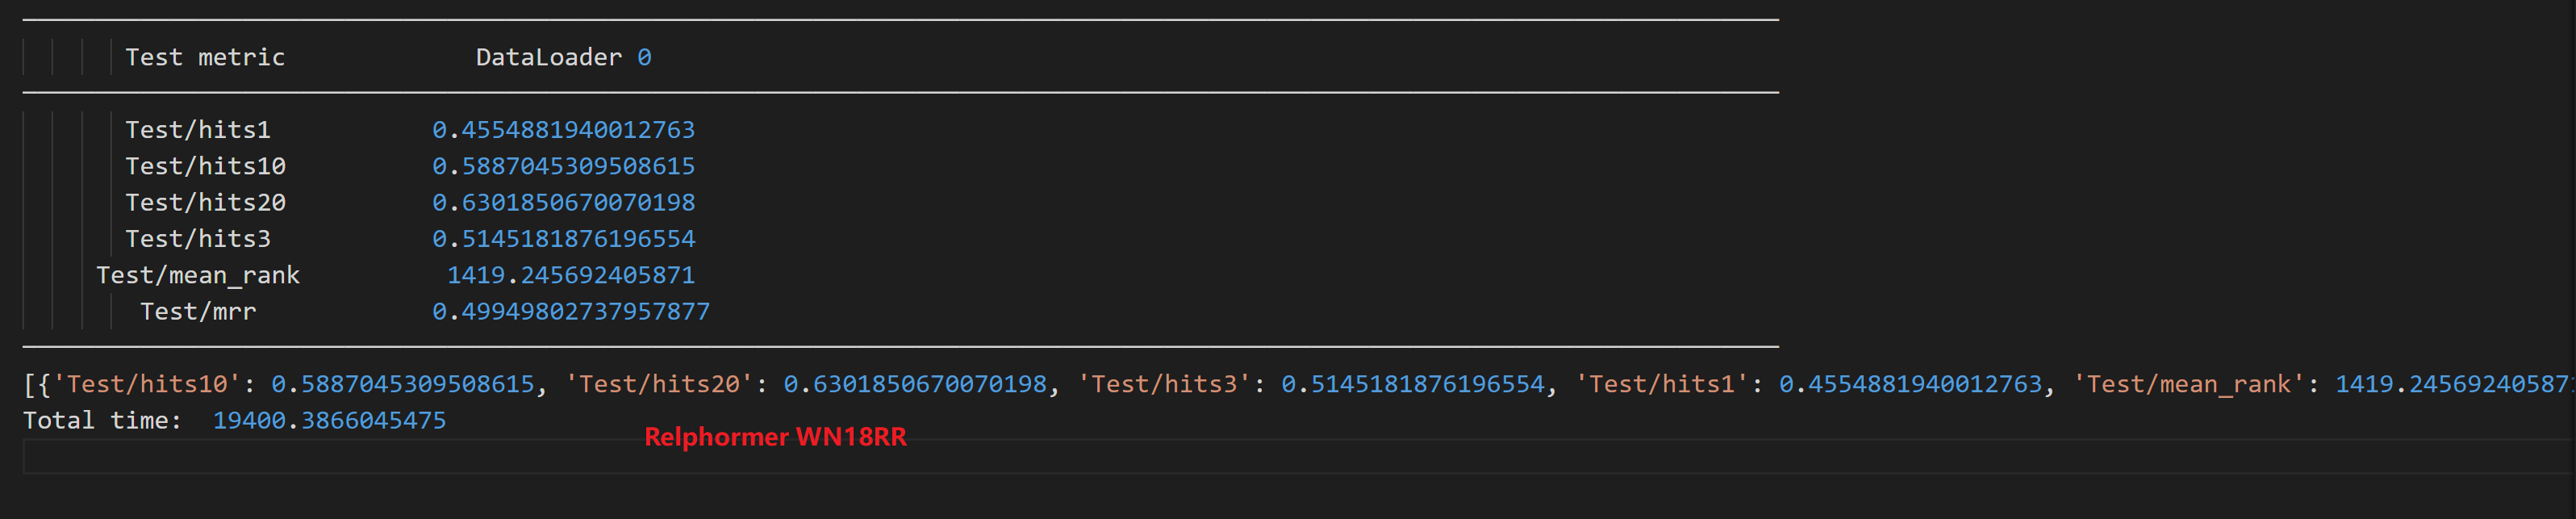 Test metric DataLoader 0
Test/hits1 0.4554881940012763
Test/hits10 0.5887045309508615
Test/hits20 0.6301850670070198
Test/hits3 0.5145181876196554
Test/mean_rank 1419.245692405871
Test/mrr 0.49949802737957877
[{'Test/hits10': 0.5887045309508615, 'Test/hits20': 0.6301850670070198, 'Test/hits3': 0.5145181876196554, 'Test/hits1': 0.4554881940012763, 'Test/mean_rank': 1419.245692405871
Total time: 19400.3866045475
Relphormer WN18RR